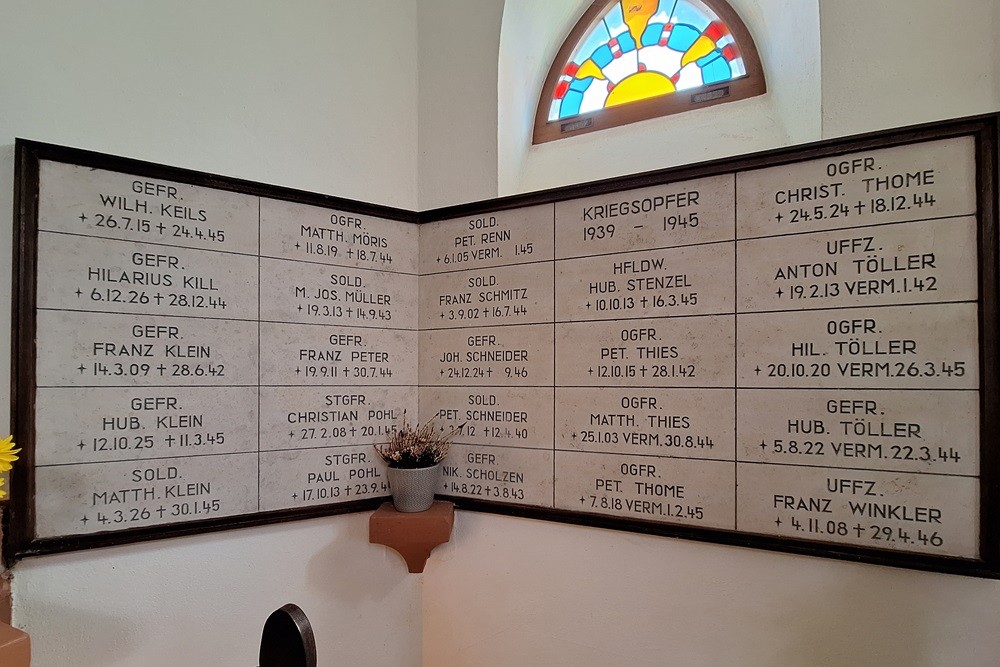 GEFR.
WILH. KEILS
+ 26.7.15 † 24.4.45
GEFR.
HILARIUS KILL
+ 6.12.26 † 28.12.44
GEFR.
FRANZ KLEIN
+ 14.3.09 † 28.6.42
GEFR.
HUB. KLEIN
+ 12.10.25 † 11.3.45
SOLD.
MATTH. KLEIN
+ 4.3.26 † 30.1.45
OGFR.
MATTH. MÖRIS
+ 11.8.19 † 18.7.44
SOLD.
M. JOS. MÜLLER
+ 19.3.13 † 14.9.43
GEFR.
FRANZ PETER
+ 19.9.11 † 30.7.44
STGFR.
CHRISTIAN POHL
+ 27.2.08 † 20.1.45
STGFR.
PAUL POHL
+ 17.10.13 † 23.9.
SOLD.
PET. RENN
+ 6.1.05 VERM. 1.45
SOLD.
FRANZ SCHMITZ
+ 3.9.02 † 16.7.44
GEFR.
JOH. SCHNEIDER
+ 24.12.24 † 9.46
SOLD.
PET. SCHNEIDER
.7.12 † 12.4.40
GEFR.
NIK. SCHOLZEN
+ 14.8.22 † 3.8.43
KRIEGSOPFER
1939 – 1945
HFLDW.
HUB. STENZEL
+ 10.10.13 † 16.3.45
OGFR.
PET. THIES
+ 12.10.15 † 28.1.42
OGFR.
MATTH. THIES
+ 25.1.03 VERM. 30.8.44
OGFR.
PET. THOME
+ 7.8.18 VERM. 1.2.45
OGFR.
CHRIST. THOME
+ 24.5.24 † 18.12.44
UFFZ.
ANTON TÖLLER
+ 19.2.13 VERM. 1.42
OGFR.
HIL. TÖLLER
+ 20.10.20 VERM. 26.3.45
GEFR.
HUB. TÖLLER
+ 5.8.22 VERM. 22.3.44
UFFZ.
FRANZ WINKLER
+ 4.11.08 † 29.4.46